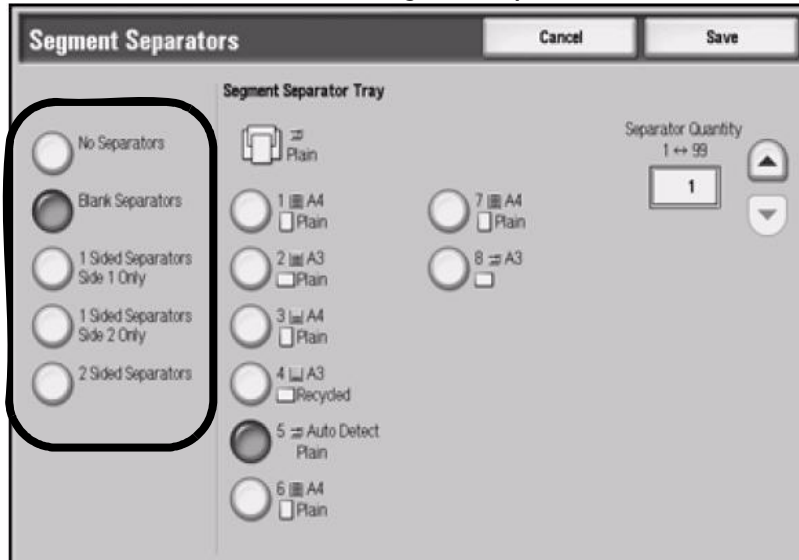 Segment Separators
Cancel
Save
No Separators
Blank Separators
1 Sided Separators
Side 1 Only
1 Sided Separators
Side 2 Only
2 Sided Separators
Segment Separator Tray
Plain
1 A4
Plain
2 A3
Plain
3 A4
Plain
4 A3
Recycled
5 Auto Detect
Plain
6 A4
Plain
7 A4
Plain
8 A3
Separator Quantity
1 ↔ 99
1